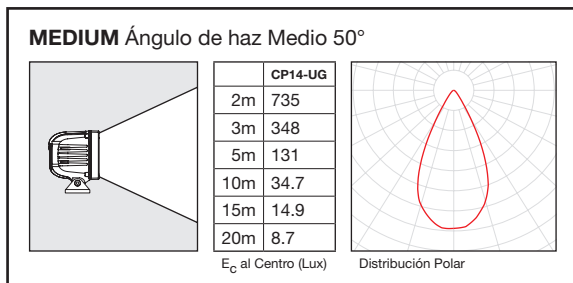 MEDIUM Ángulo de haz Medio 50°
CP14-UG
2m 735
3m 348
5m 131
10m 34.7
15m 14.9
20m 8.7
EC al Centro (Lux)
Distribución Polar